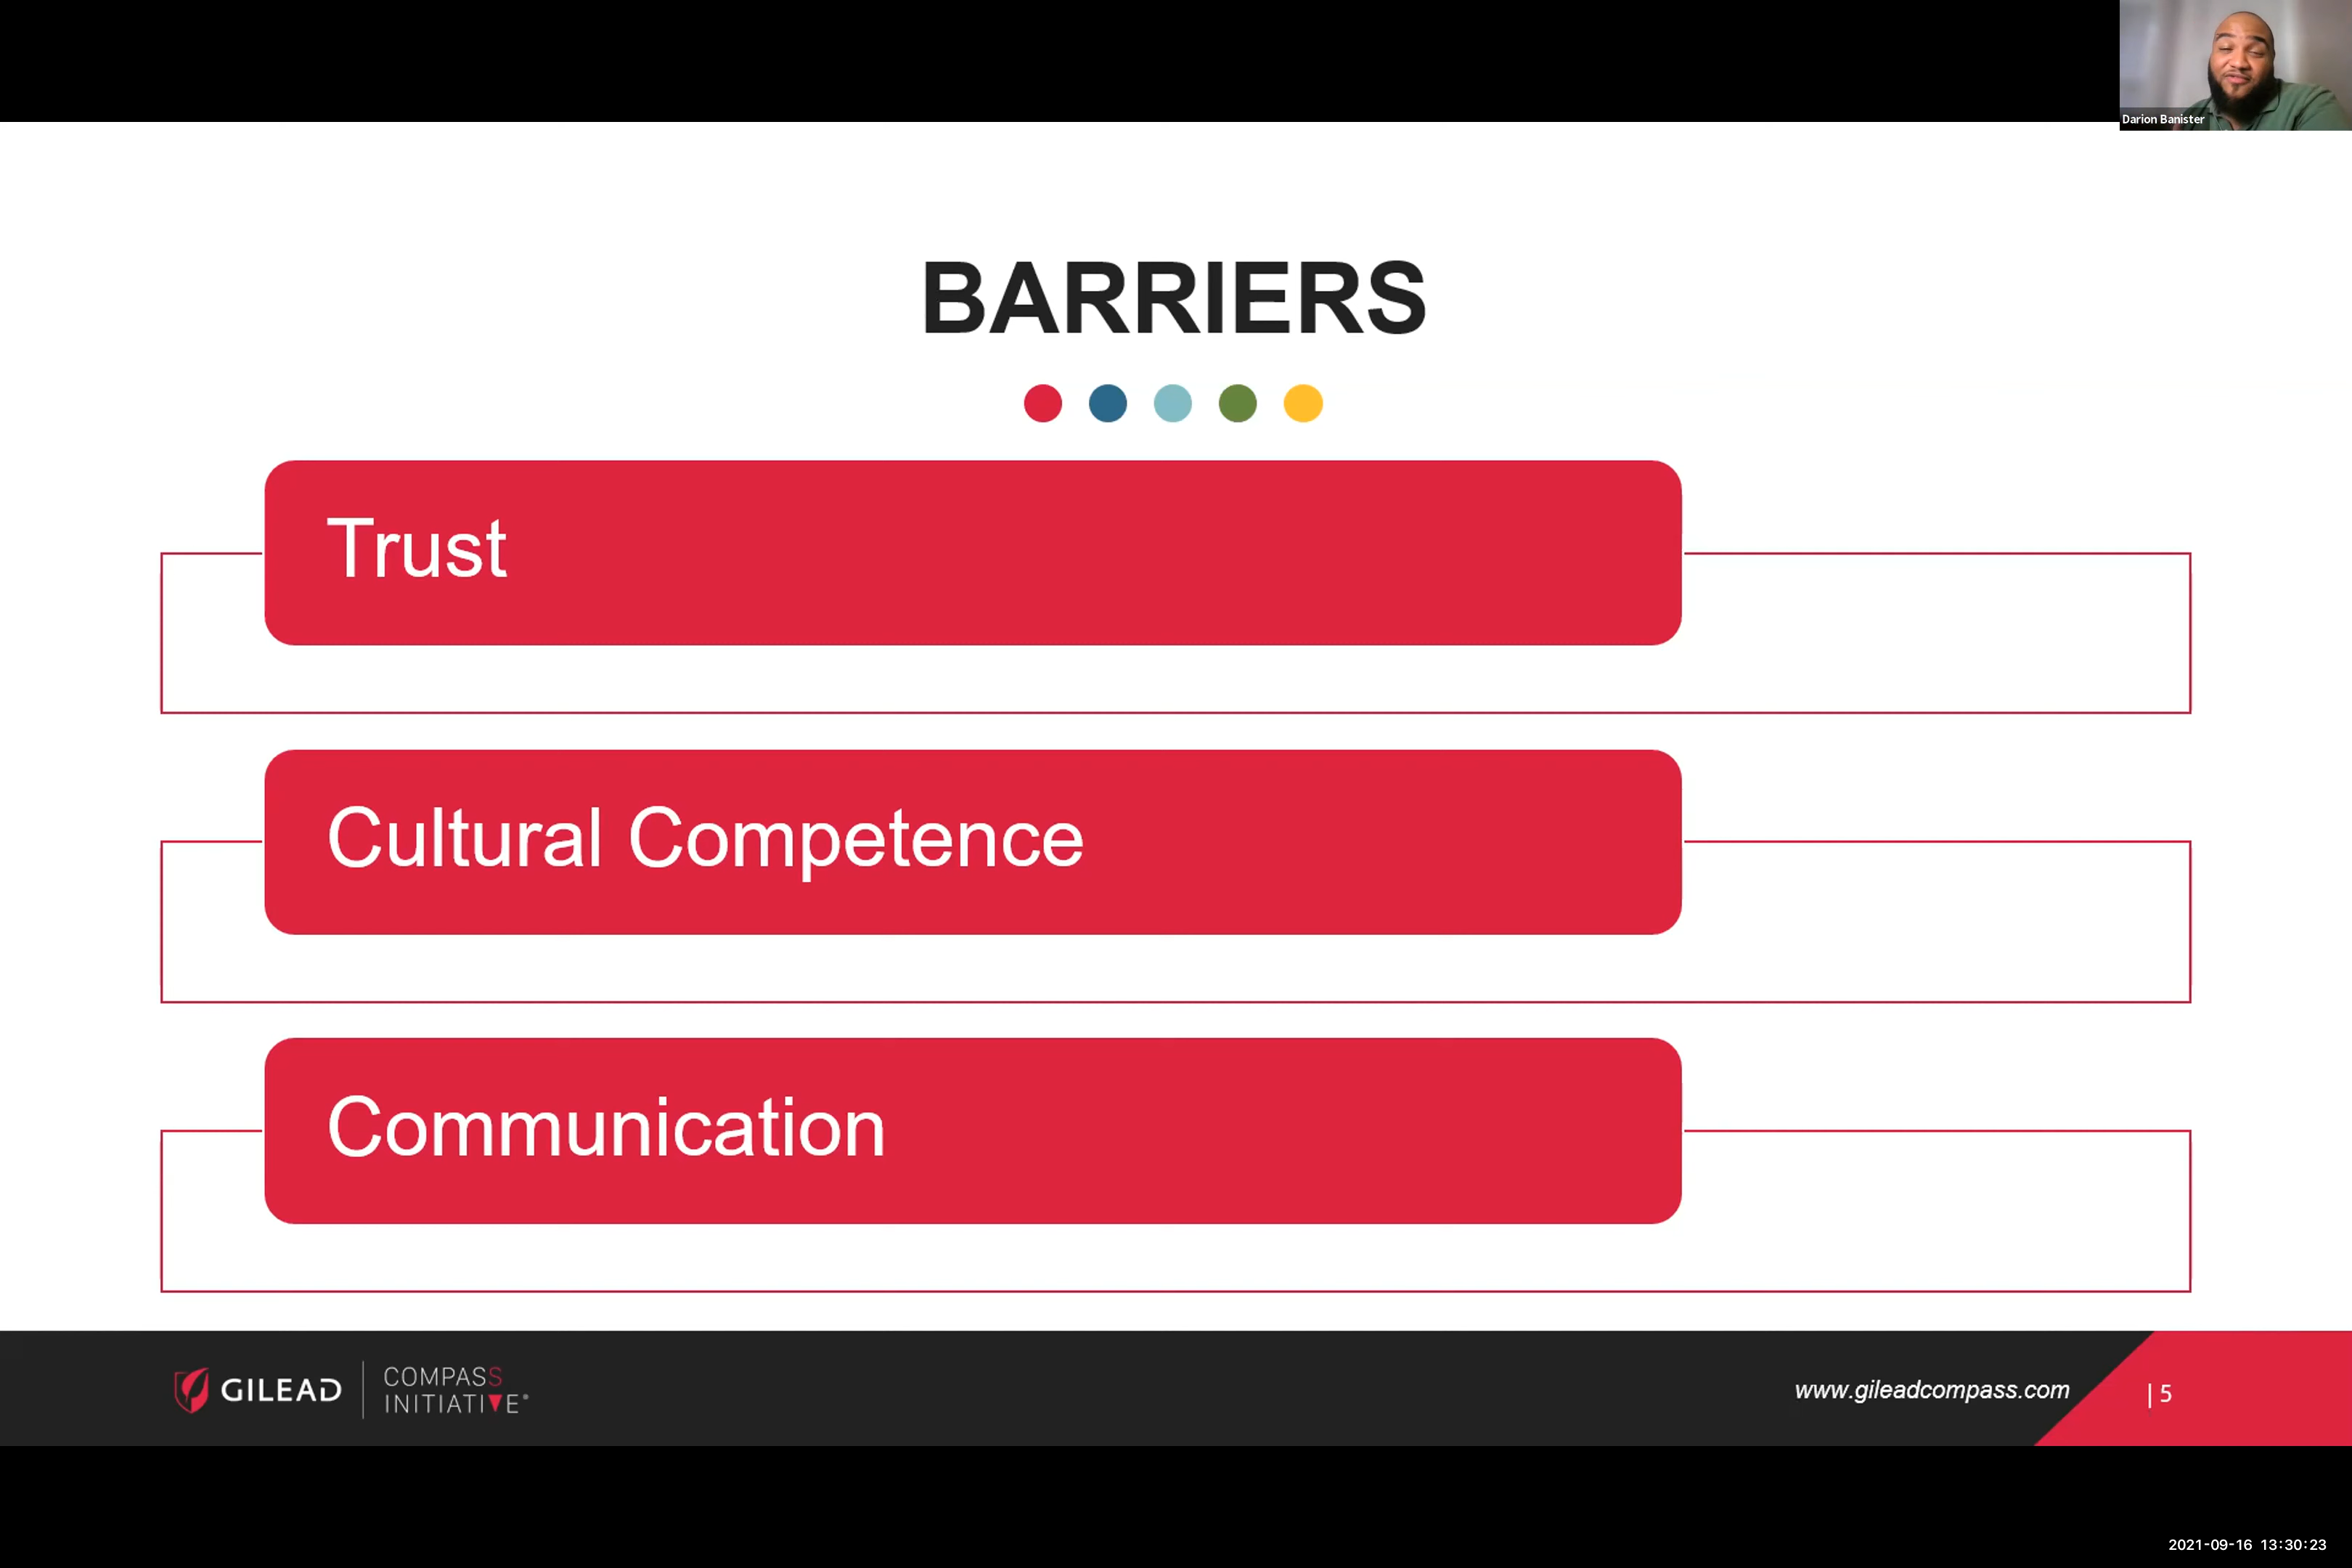 Darion Banister
BARRIERS
Trust
Cultural Competence
Communication
GILEAD
COMPASS
INITIATIVE®
www.gileadcompass.com
| 5
2021-09-16 13:30:23